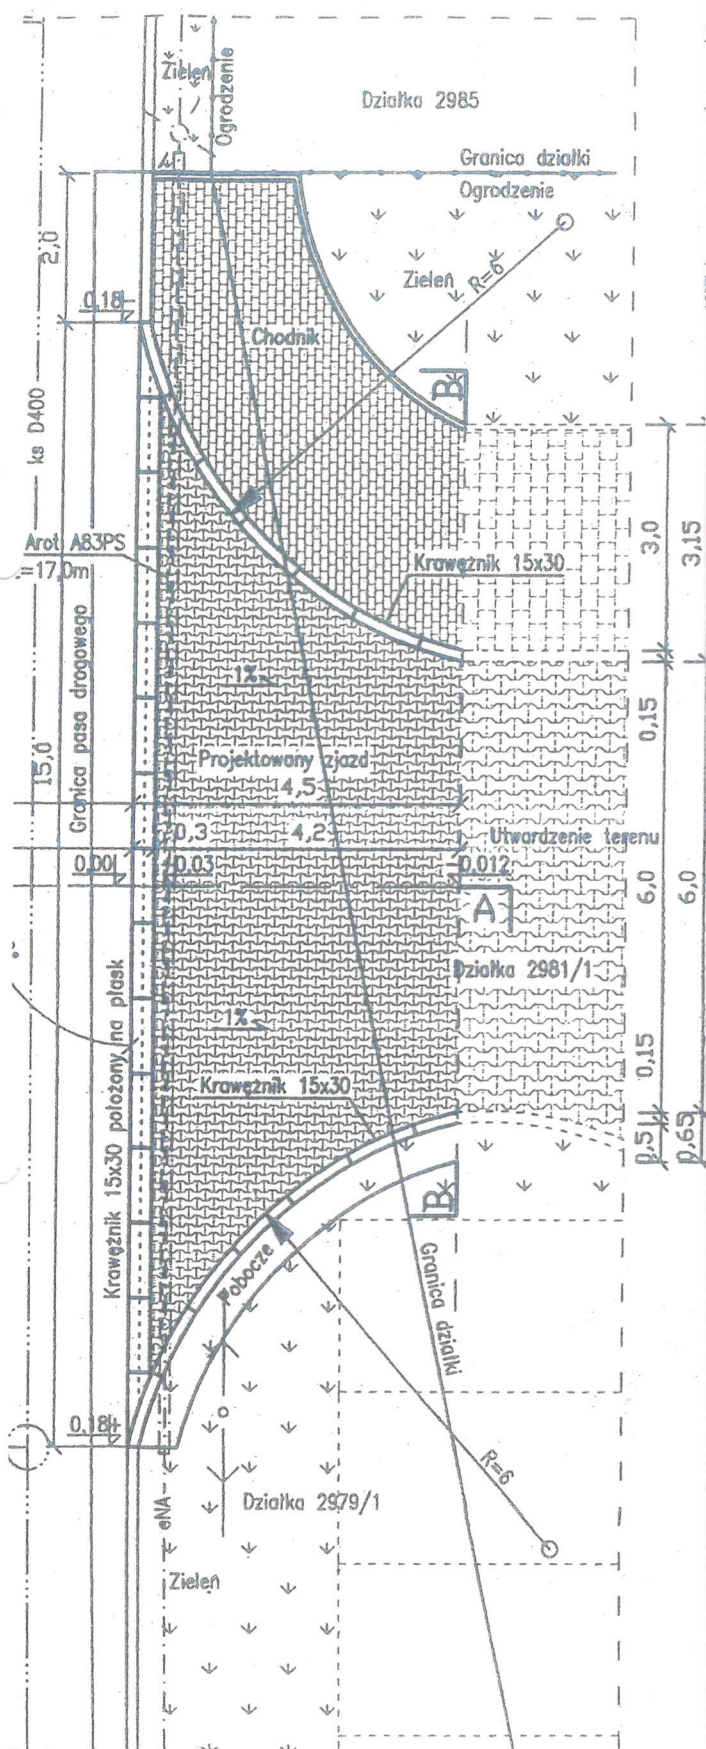 Zieleń
Ogrodzenie
Działka 2985
Granica działki
Ogrodzenie
A
2,0
Zieleń
R=6
0,18
Chodnik
B
ks D400
Arot A83PS
=17,0m
Krawężnik 15x30
3,0
3,15
Granica pasa drogowego
1%
0,15
15,0
Projektowany zjazd
4,5
0,3
4,2
Utwardzenie terenu
0,00
0,03
0,012
6,0
6,0
A
Działka 2981/1
1%
0,15
Krawężnik 15x30 położony na płask
Krawężnik 15x30
0,5
0,65
B
Pobocze
Granica działki
0,18
R=6
eNA
Działka 2979/1
Zieleń